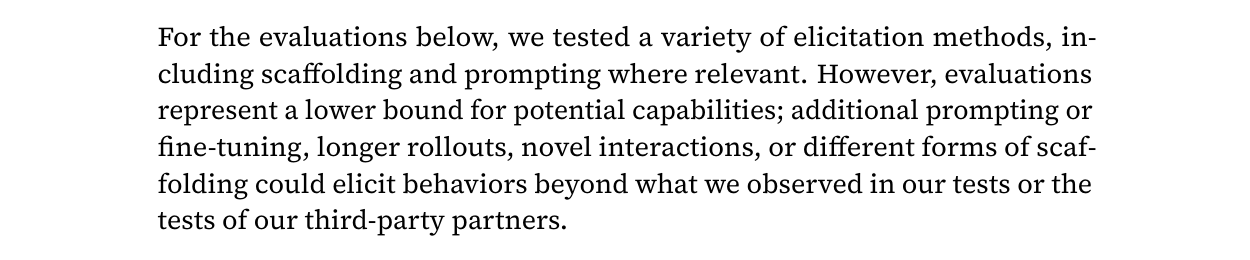 For the evaluations below, we tested a variety of elicitation methods, in-
cluding scaffolding and prompting where relevant. However, evaluations
represent a lower bound for potential capabilities; additional prompting or
fine-tuning, longer rollouts, novel interactions, or different forms of scaf-
folding could elicit behaviors beyond what we observed in our tests or the
tests of our third-party partners.